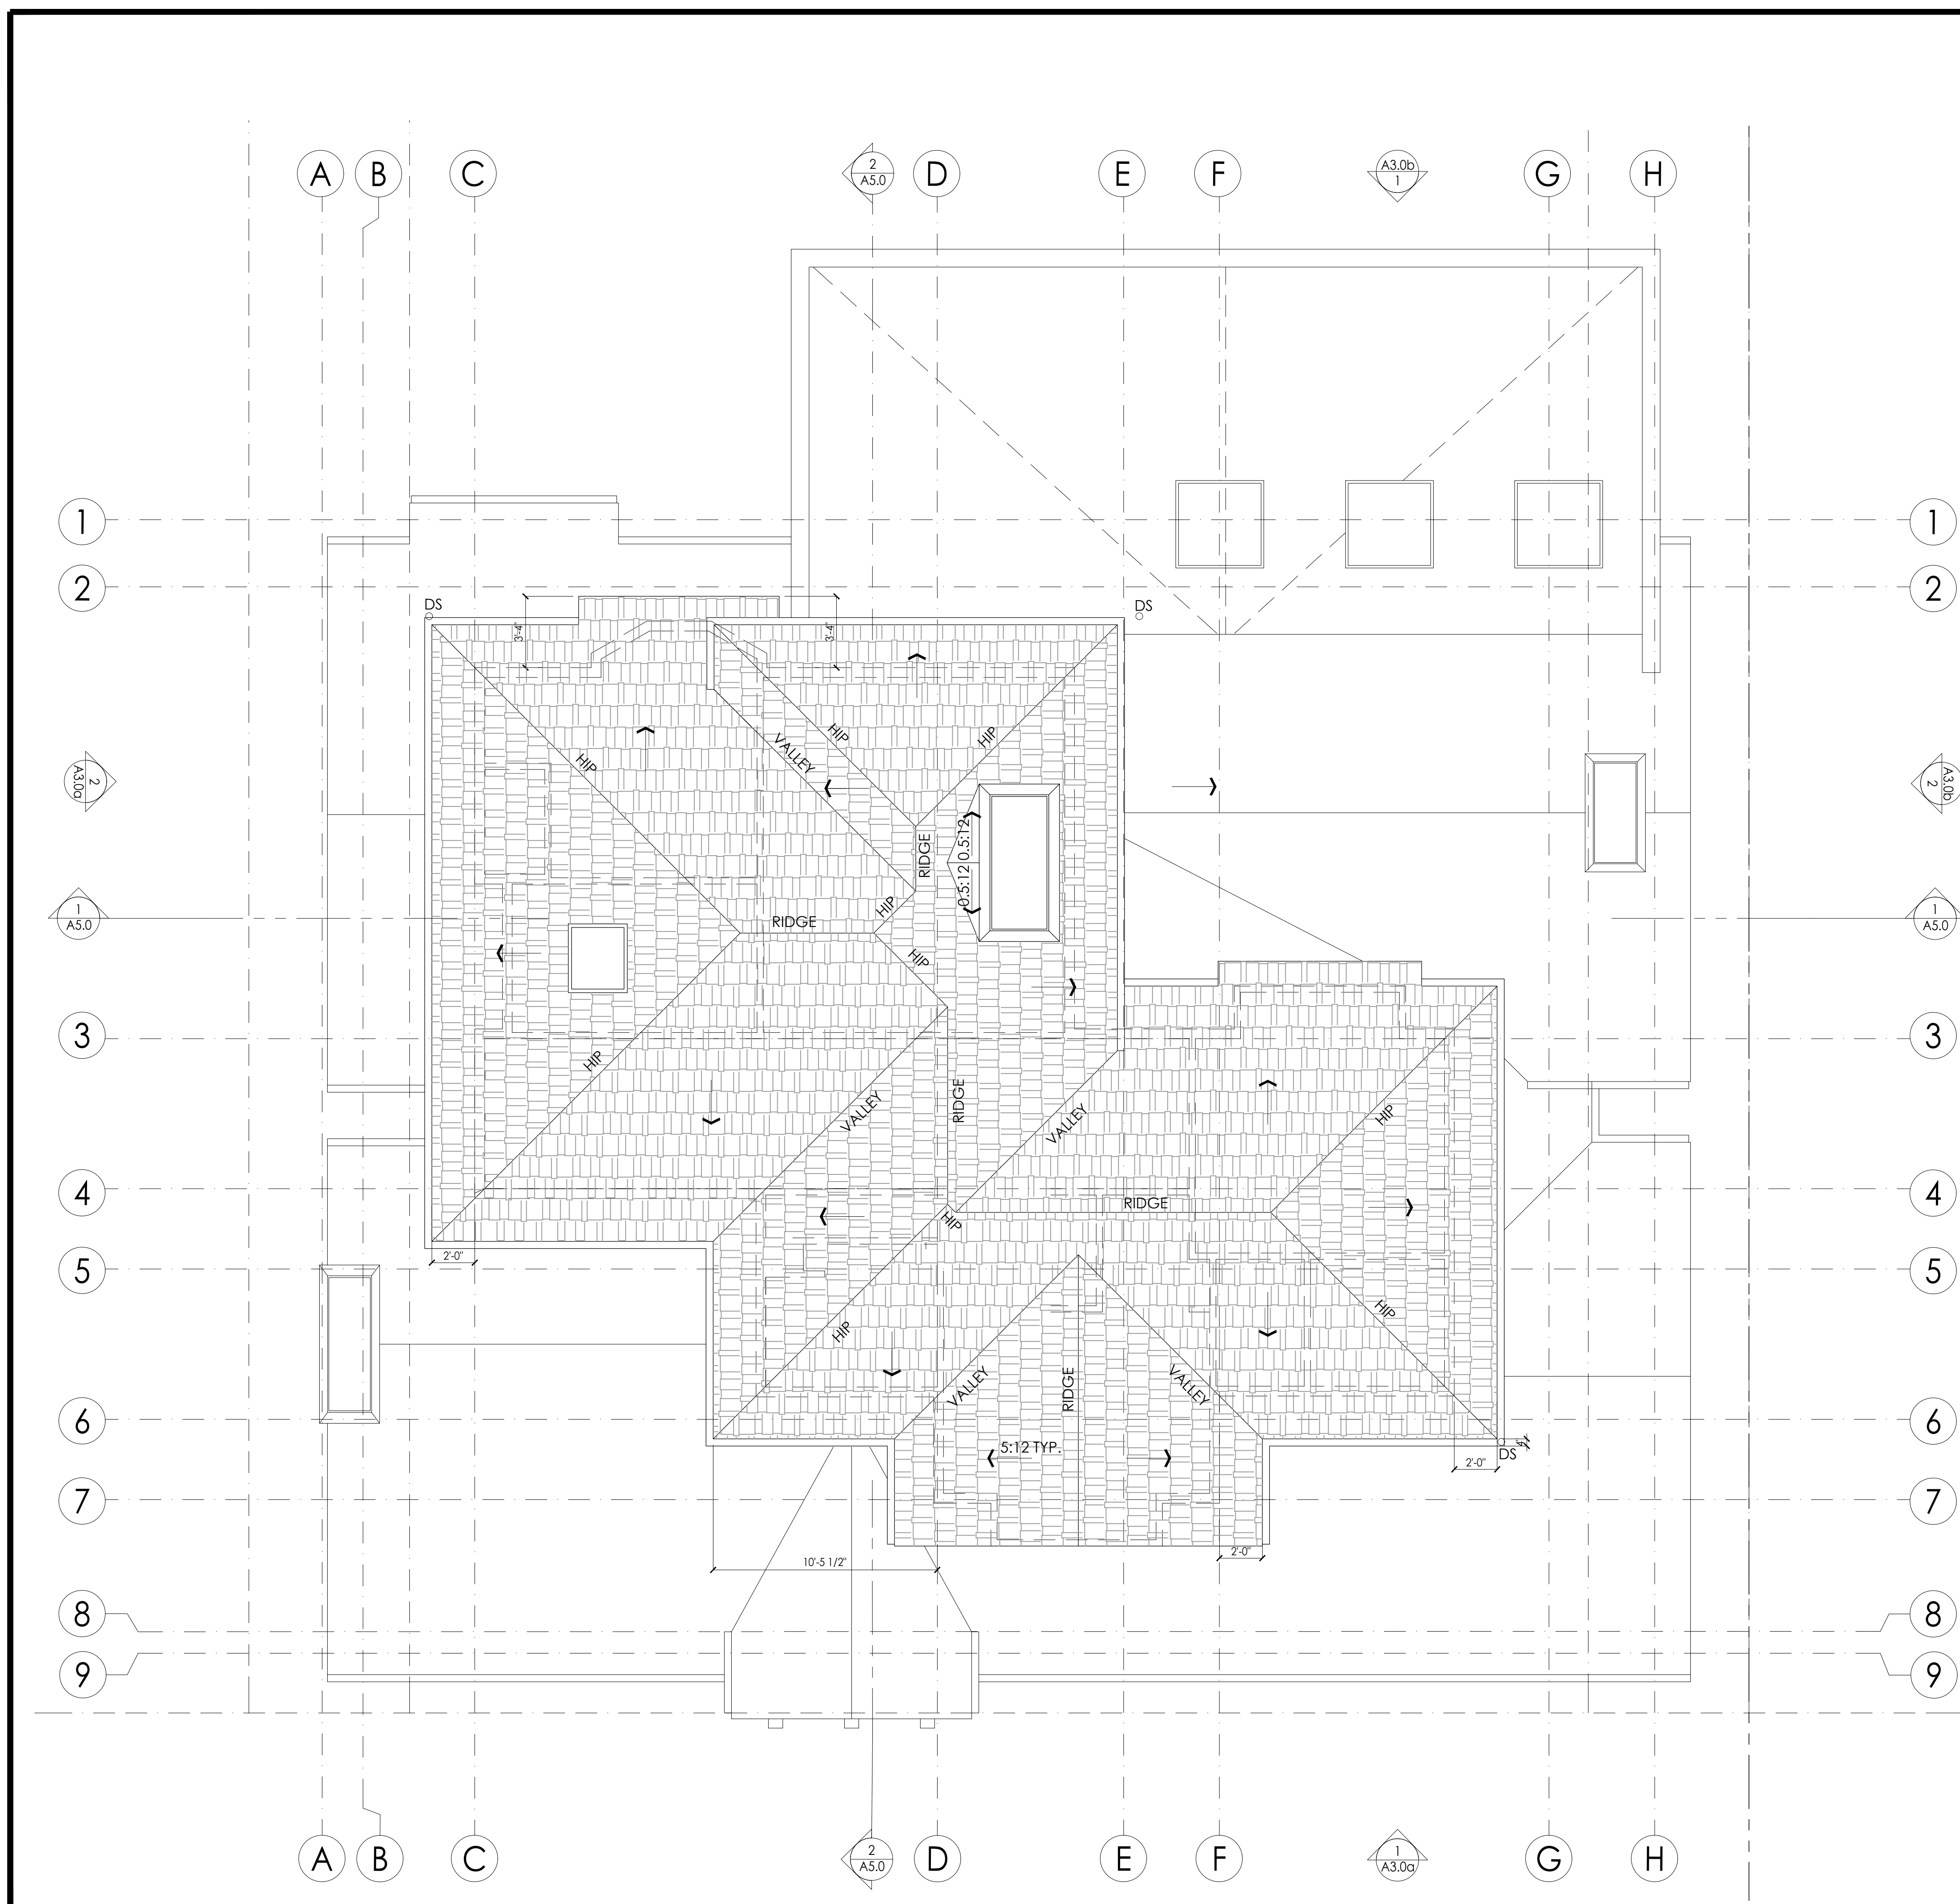 A B C
2
A5.0
D E F
A3.0b
1
G H
1
1
2
2
DS
DS
3'-4"
3'-4"
HIP
VALLEY
HIP
HIP
2
A3.0a
A3.0b
2
RIDGE
0.5:12
0.5:12
HIP
RIDGE
HIP
1
A5.0
1
A5.0
3
3
HIP
VALLEY
RIDGE
VALLEY
HIP
4
4
RIDGE
HIP
2'-0"
5
5
HIP
HIP
VALLEY
RIDGE
VALLEY
6
6
5:12 TYP.
DS
2'-0"
7
7
2'-0"
10'-5 1/2"
8
8
9
9
A B C
2
A5.0
D E F
1
A3.0a
G H